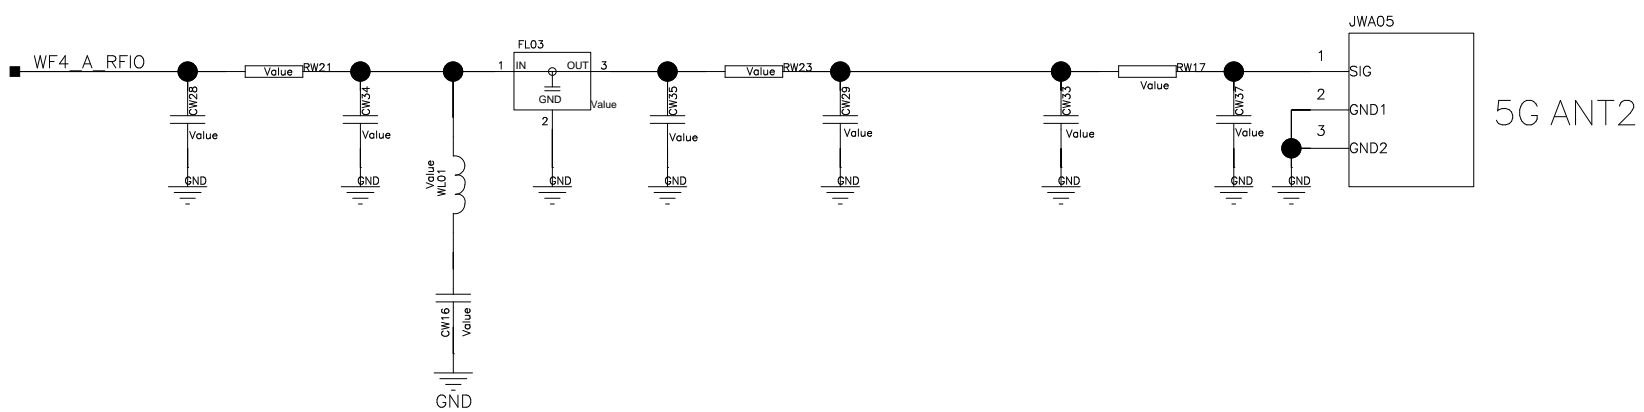 JWA05
FL03
WF4_A_RFIO
1
IN
OUT
3
1
SIG
Value
RW21
Value
RW23
Value
RW17
GND
Value
CW28
Value
CW34
Value
2
CW35
Value
CW29
Value
CW33
Value
CW37
Value
2
GND1
3
GND2
5G ANT2
Value
WL01
GND
GND
GND
GND
GND
GND
GND
GND
CW16
Value
GND